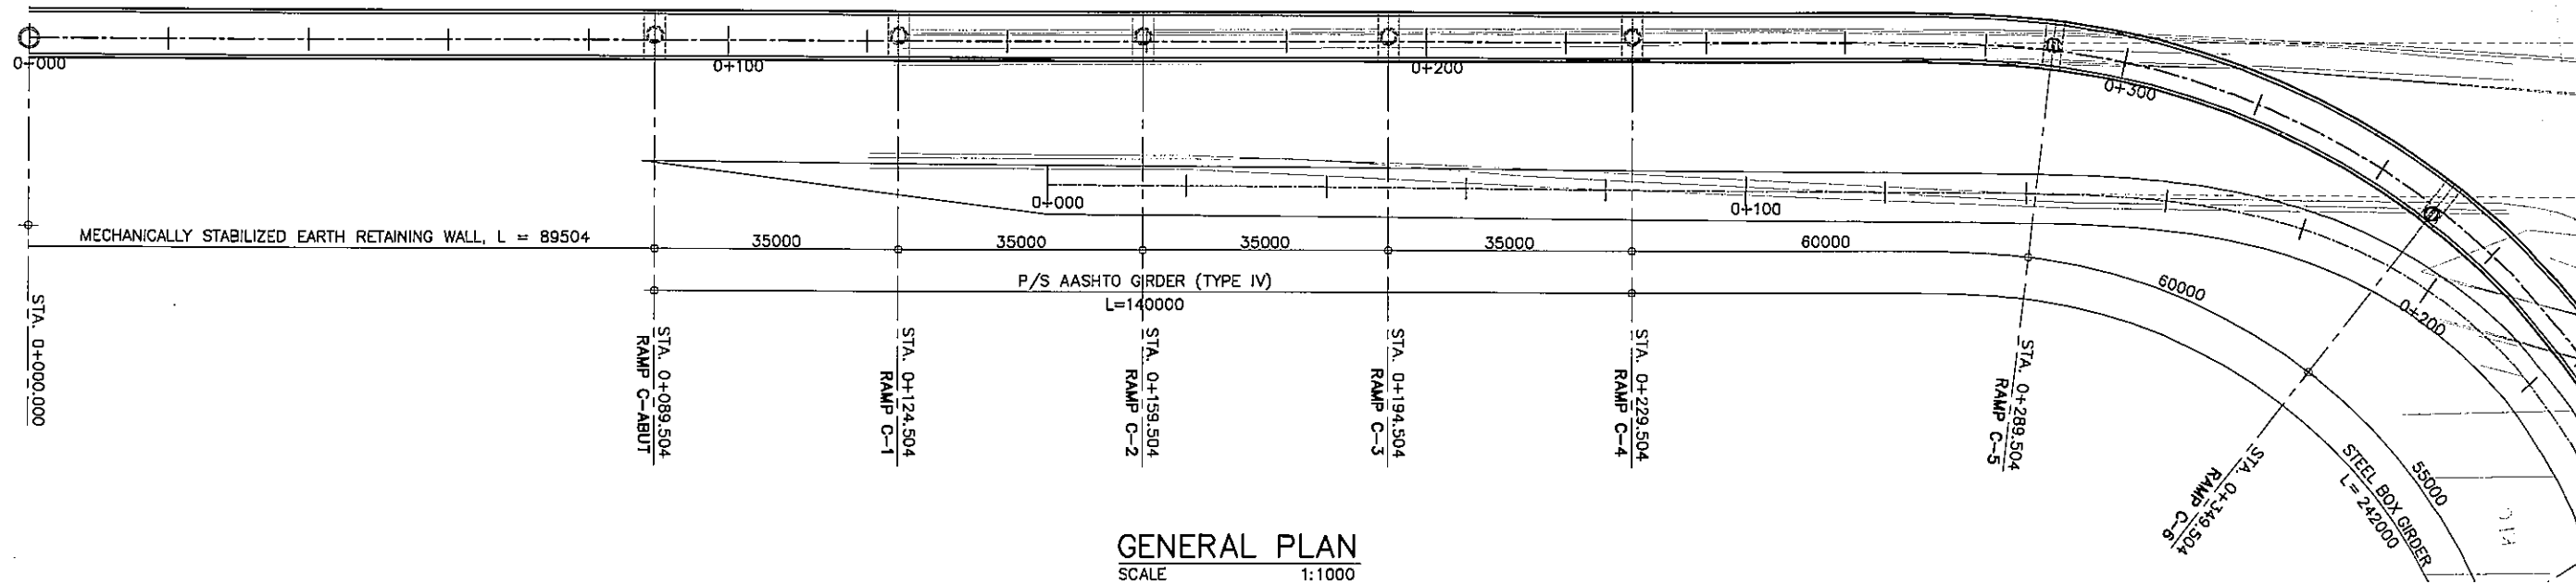 0+000
0+100
0+200
0+300
0+000
0+100
0+200
MECHANICALLY STABILIZED EARTH RETAINING WALL, L = 89504
35000
35000
35000
35000
60000
60000
55000
P/S AASHTO GIRDER (TYPE IV)
L=140000
STEEL BOX GIRDER
L=242000
STA. 0+000.000
STA. 0+089.504
RAMP C-ABUT
STA. 0+124.504
RAMP C-1
STA. 0+159.504
RAMP C-2
STA. 0+194.504
RAMP C-3
STA. 0+229.504
RAMP C-4
STA. 0+289.504
RAMP C-5
STA. 0+349.504
RAMP C-6
GENERAL PLAN
SCALE 1:1000